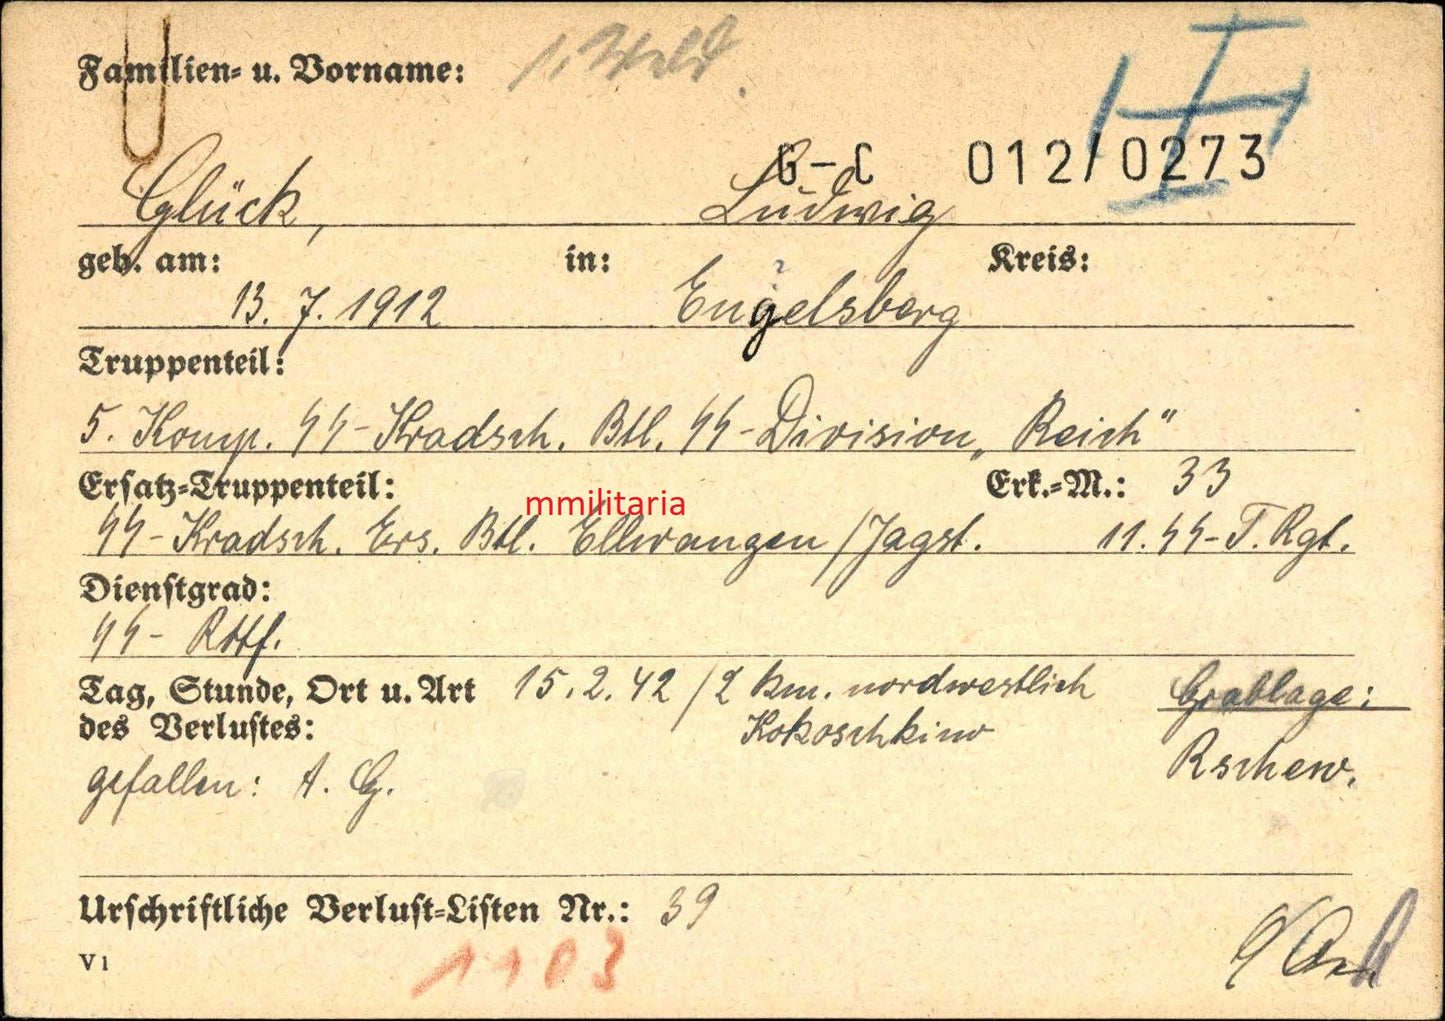 Familien- u. Vorname:
G-C 012/0273
Glück, Ludwig
geb. am: in: Kreis:
13. 7. 1912 Engelsberg
Truppenteil:
5. Komp. SS-Kradsch. Btl. SS-Division „Reich"
Ersatz-Truppenteil: Erk.-M.: 33
mmilitaria
SS-Kradsch. Ers. Btl. Ellwangen/Jagst. 11. SS-T. Rgt.
Dienstgrad:
SS- Rttf.
Tag, Stunde, Ort u. Art 15.2.42 / 2 km. nordwestlich Grablage:
des Verlustes: Kokoschkino
gefallen: A. G. Rschew.
Urschriftliche Verlust-Listen Nr.: 39
V 1 1103